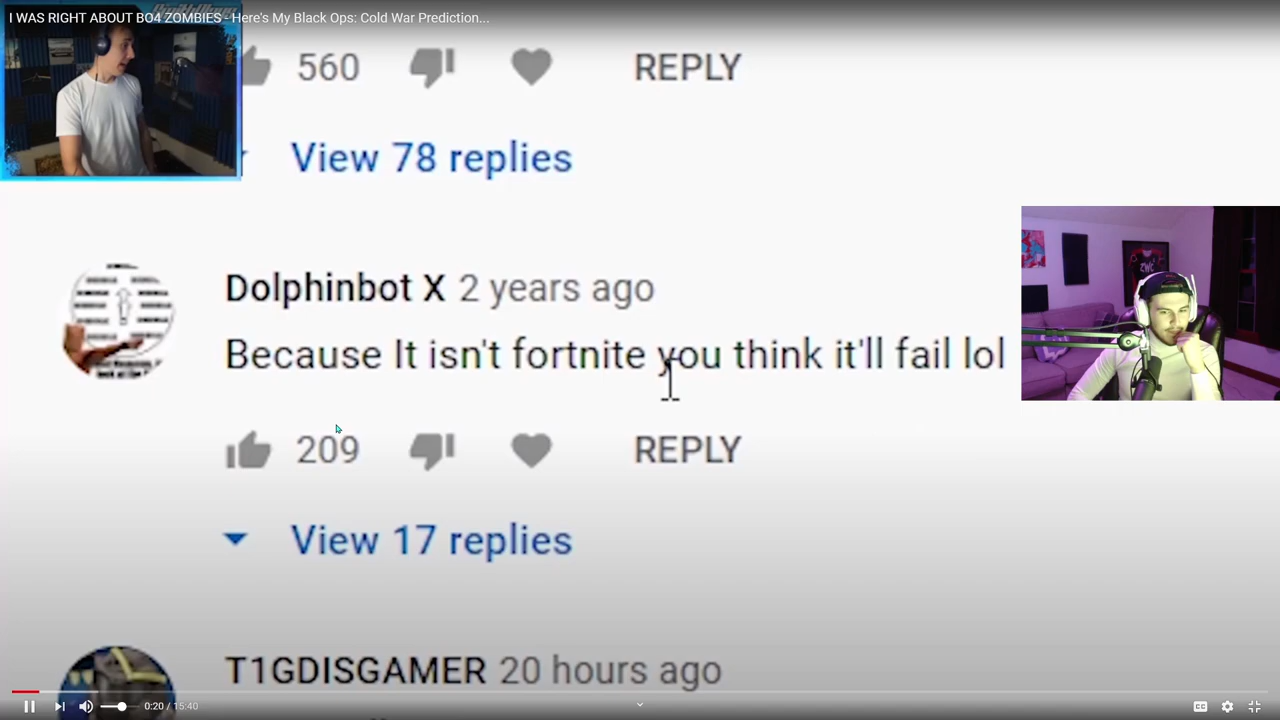 I WAS RIGHT ABOUT BO4 ZOMBIES - Here's My Black Ops: Cold War Prediction...
560
REPLY
View 78 replies
Dolphinbot X 2 years ago
Because It isn't fortnite you think it'll fail lol
209
REPLY
View 17 replies
T1GDISGAMER 20 hours ago
0:20 / 15:40